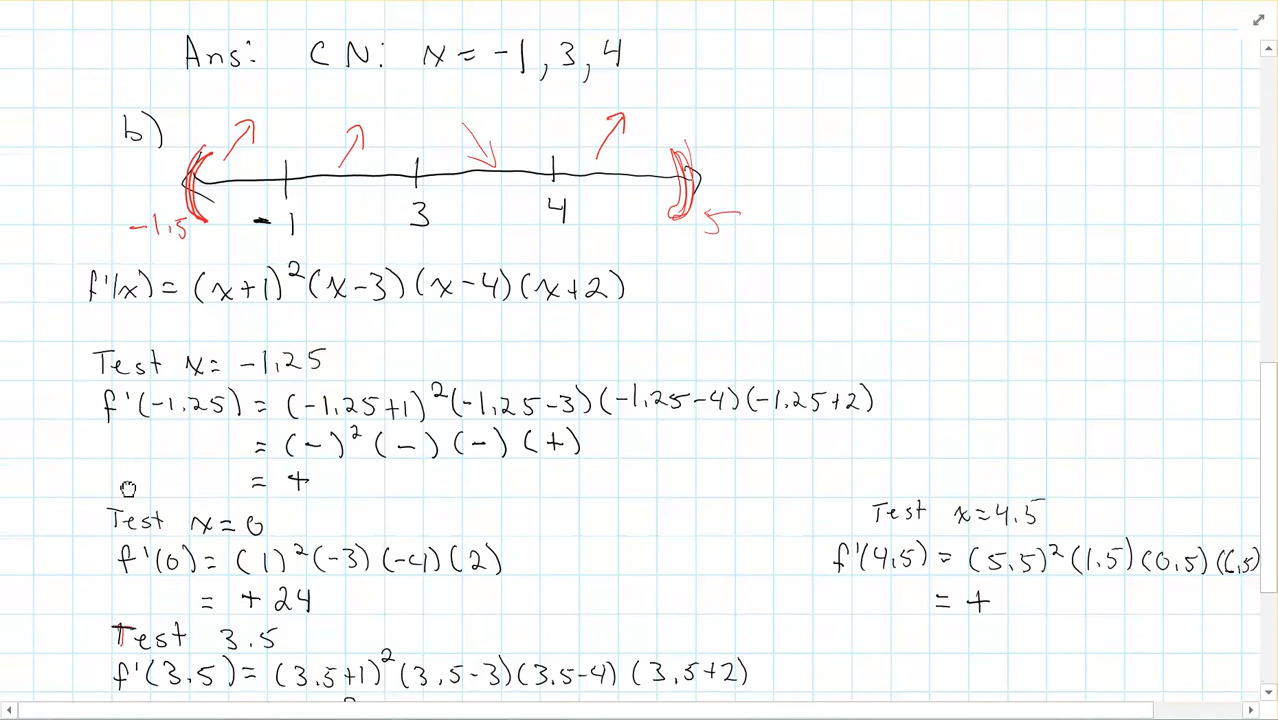 Ans: CN: x = -1, 3, 4
b)
-1.5 -1 3 4 5
f'(x) = (x+1)²(x-3)(x-4)(x+2)
Test x = -1.25
f'(-1.25) = (-1.25+1)²(-1.25-3)(-1.25-4)(-1.25+2)
= (-)²(-)(-)(+)
= +
Test x = 0
f'(0) = (1)²(-3)(-4)(2)
= +24
Test 3.5
f'(3.5) = (3.5+1)²(3.5-3)(3.5-4)(3.5+2)
Test x=4.5
f'(4.5) = (5.5)²(1.5)(0.5)(6.5)
= +